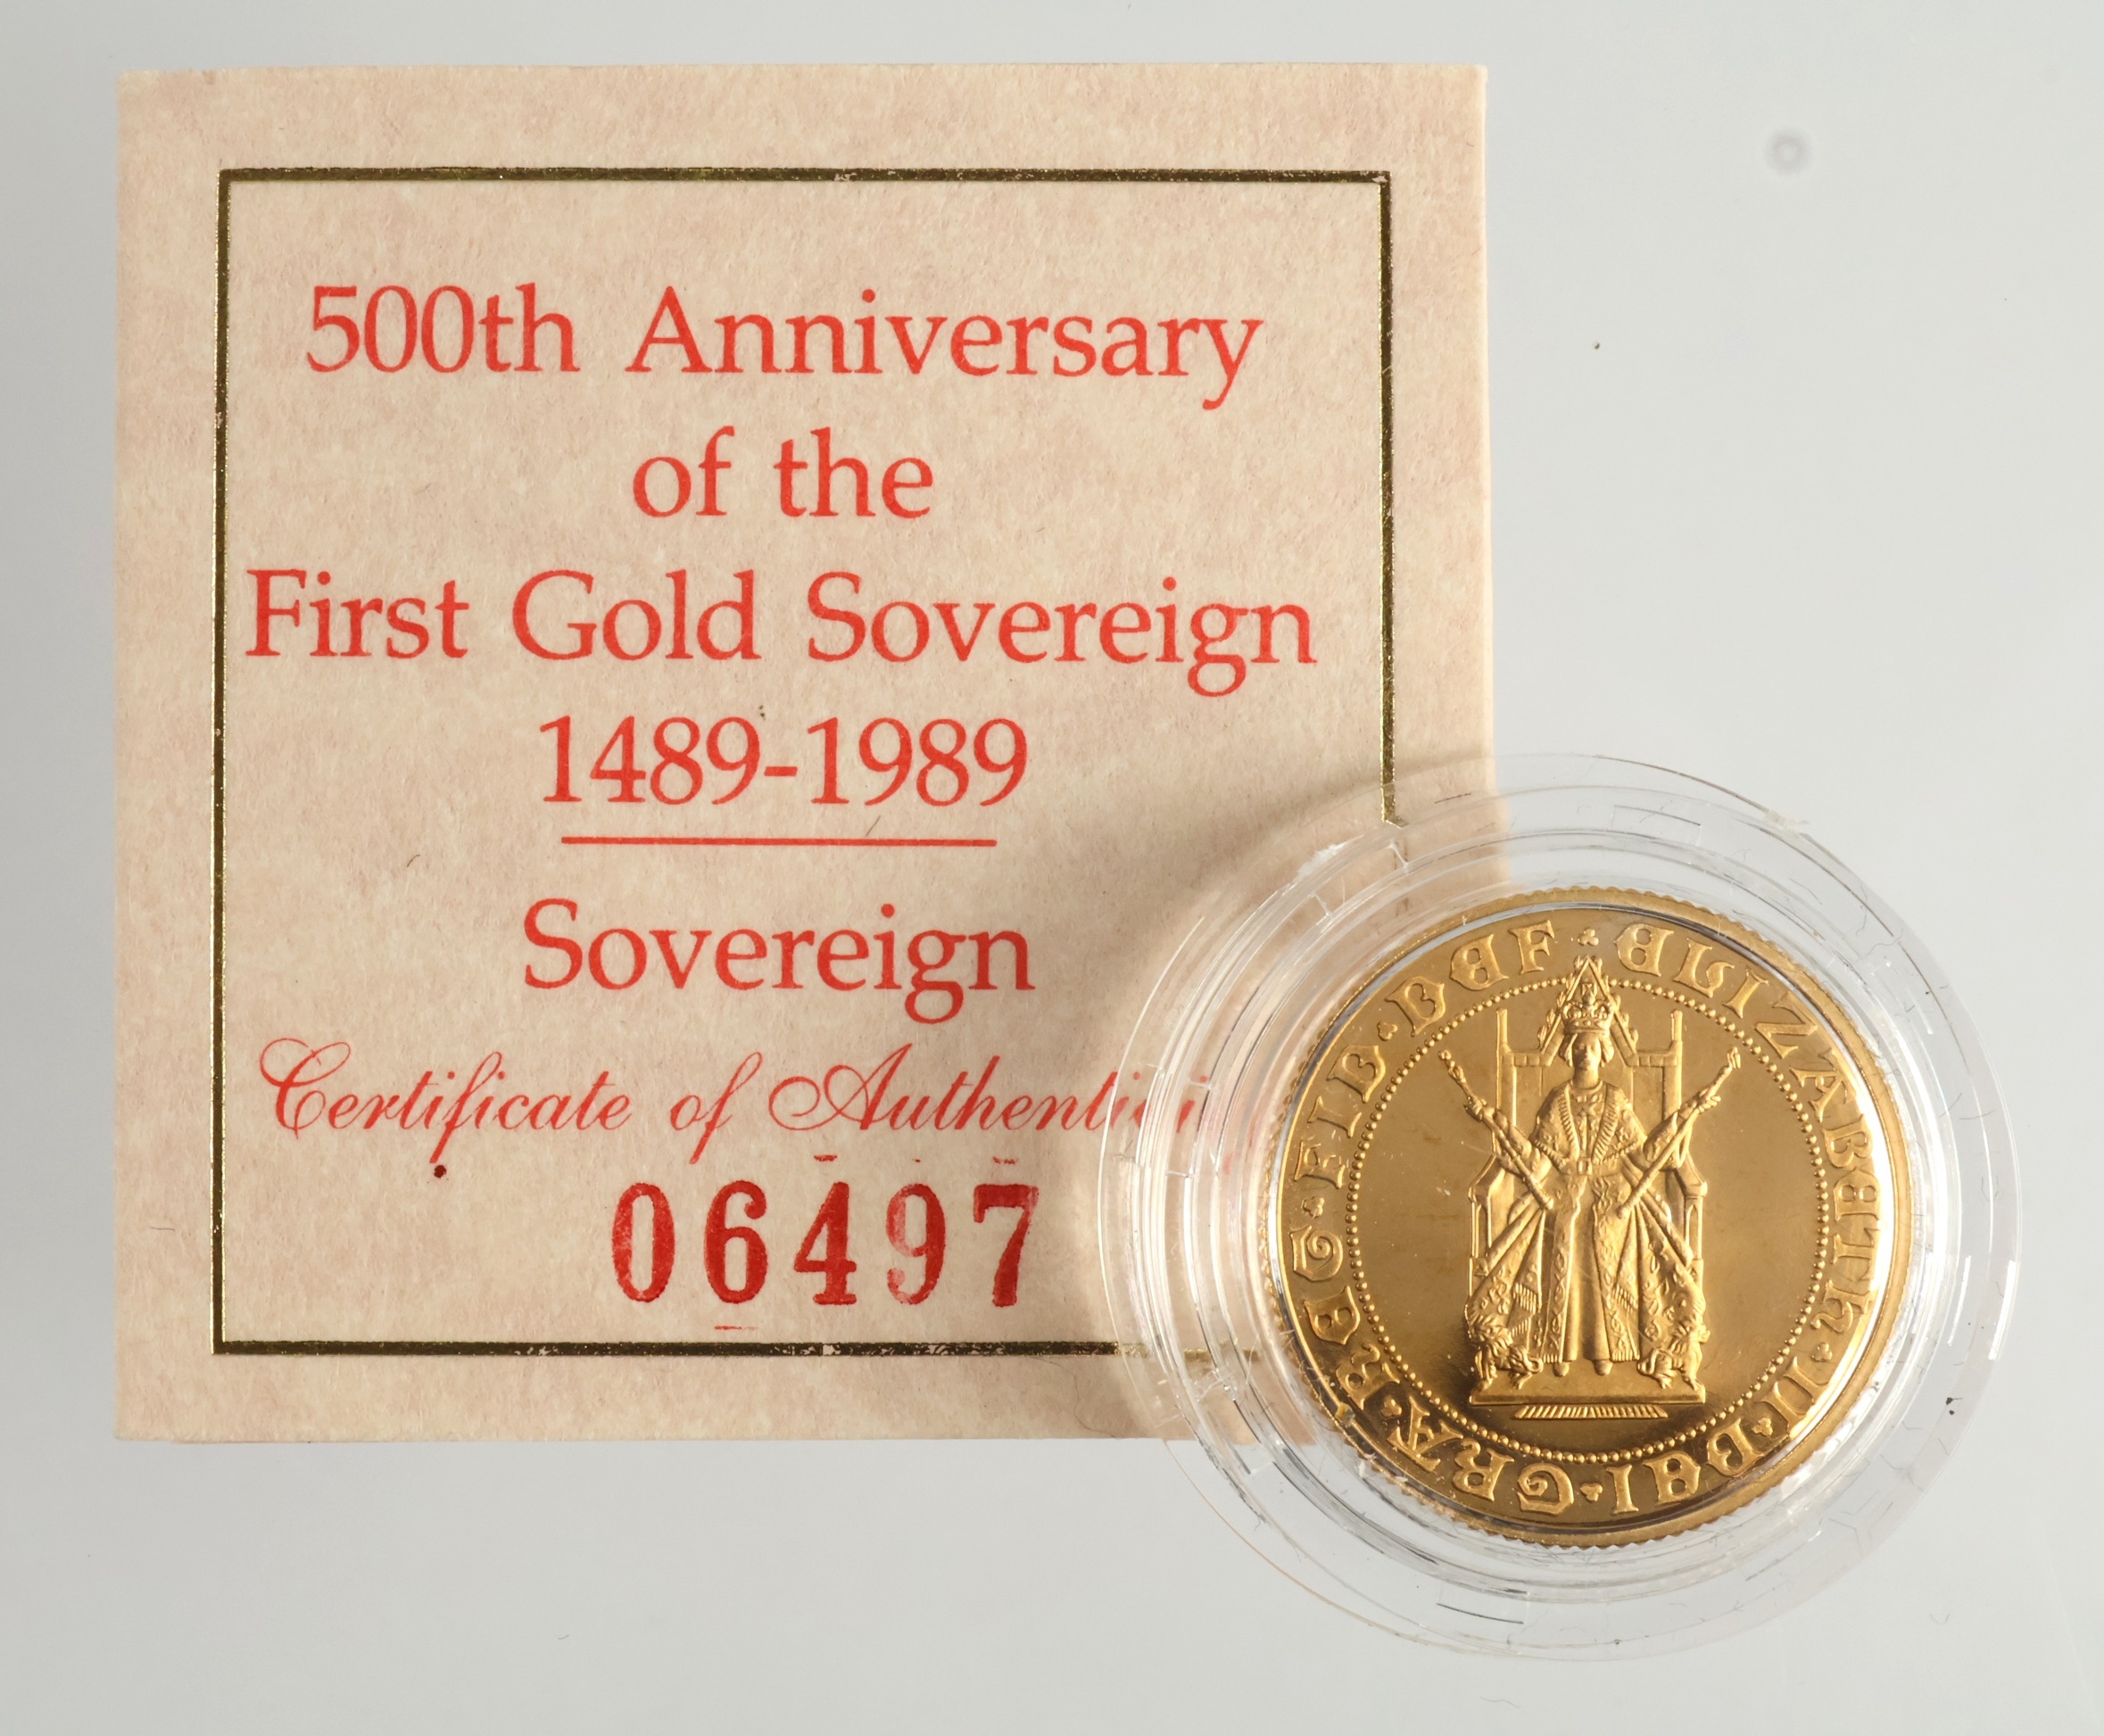 500th Anniversary
of the
First Gold Sovereign
1489-1989
Sovereign
Certificate of
06497
ELIZABETH·II·DEI·GRA·REG·FID·DEF